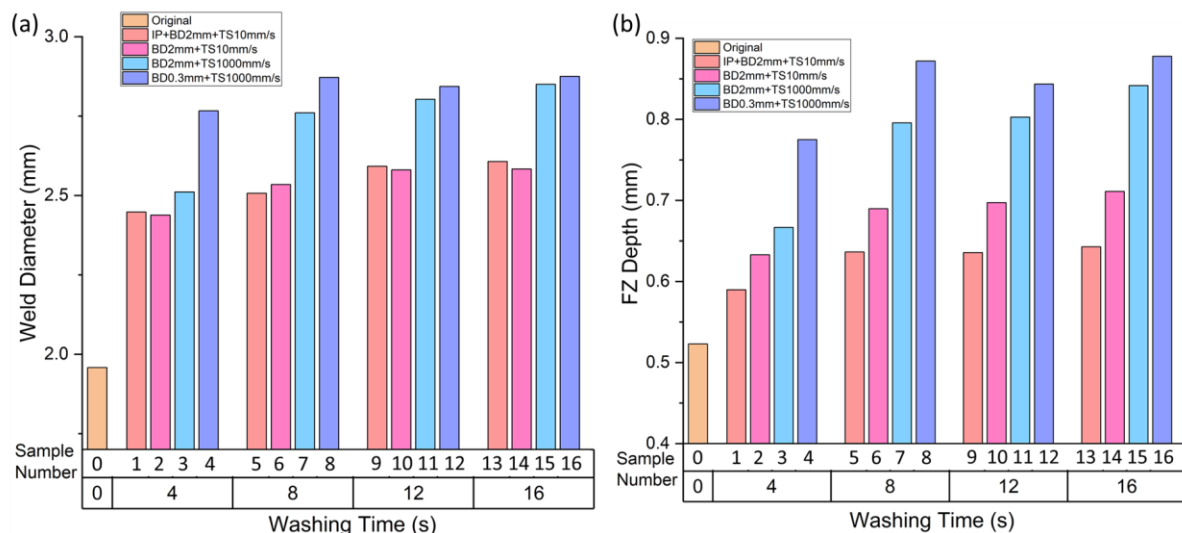 (a)
Original
IP+BD2mm+TS10mm/s
BD2mm+TS10mm/s
BD2mm+TS1000mm/s
BD0.3mm+TS1000mm/s
3.0
2.5
2.0
Weld Diameter (mm)
Sample Number
0 1 2 3 4 5 6 7 8 9 10 11 12 13 14 15 16
0 4 8 12 16
Washing Time (s)
(b)
Original
IP+BD2mm+TS10mm/s
BD2mm+TS10mm/s
BD2mm+TS1000mm/s
BD0.3mm+TS1000mm/s
0.9
0.8
0.7
0.6
0.5
0.4
FZ Depth (mm)
Sample Number
0 1 2 3 4 5 6 7 8 9 10 11 12 13 14 15 16
0 4 8 12 16
Washing Time (s)